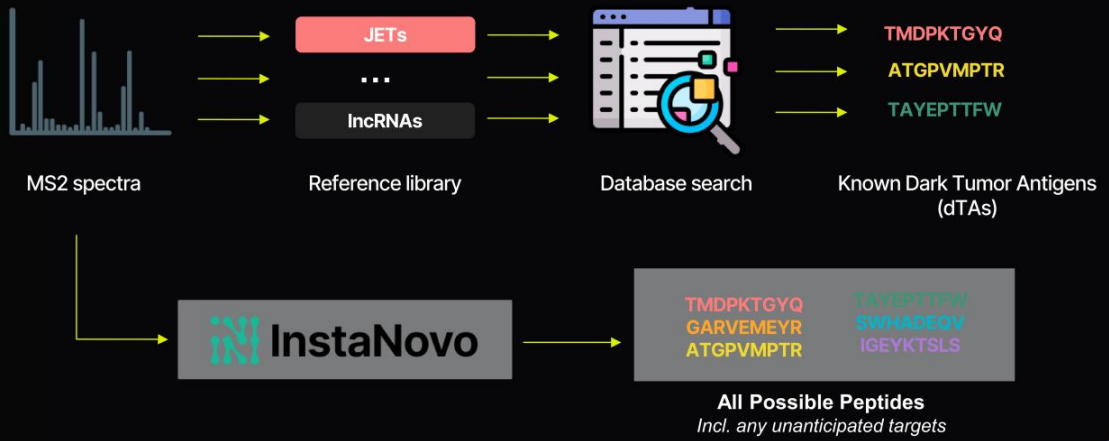 JETs
...
lncRNAs
TMDPKTGYQ
ATGPVMPTR
TAYEPTTFW
MS2 spectra
Reference library
Database search
Known Dark Tumor Antigens
(dTAs)
InstaNovo
TMDPKTGYQ
GARVEMEYR
ATGPVMPTR
TAYEPTTFW
SWHADEQV
IGEYKTSLS
All Possible Peptides
Incl. any unanticipated targets